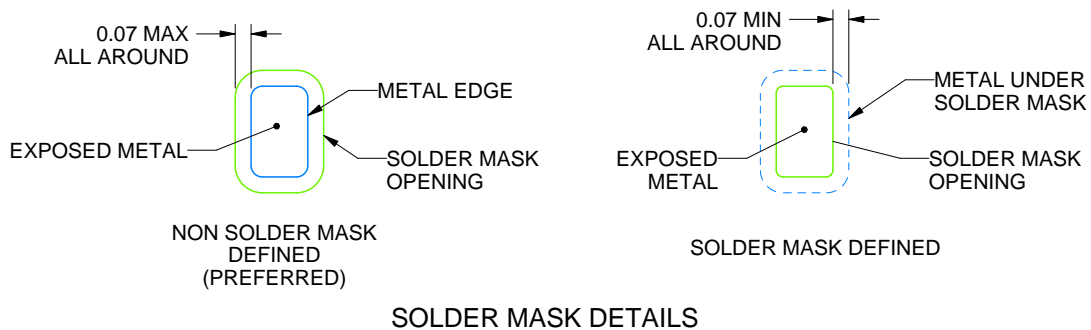 0.07 MAX
ALL AROUND
METAL EDGE
EXPOSED METAL
SOLDER MASK
OPENING
NON SOLDER MASK
DEFINED
(PREFERRED)
0.07 MIN
ALL AROUND
METAL UNDER
SOLDER MASK
EXPOSED
METAL
SOLDER MASK
OPENING
SOLDER MASK DEFINED
SOLDER MASK DETAILS